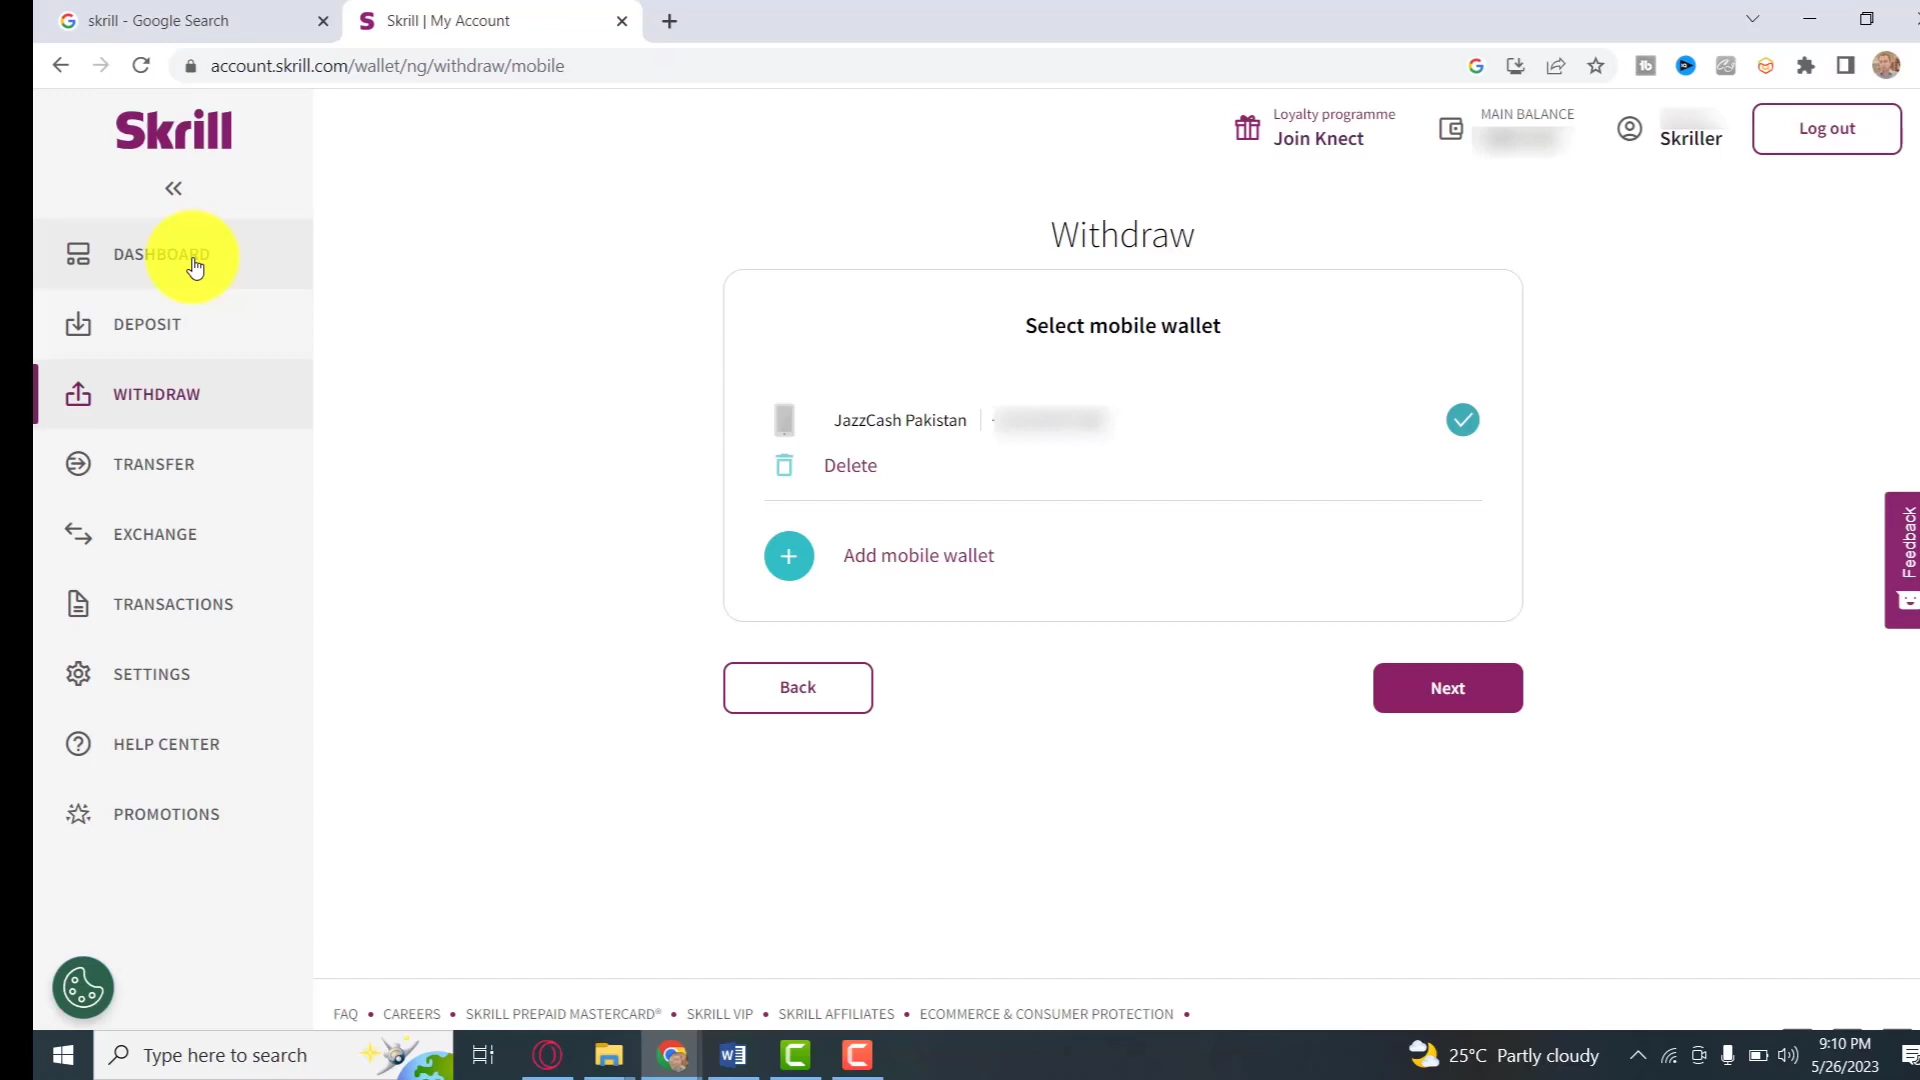 skrill - Google Search
Skrill | My Account
account.skrill.com/wallet/ng/withdraw/mobile
Skrill
Loyalty programme
Join Knect
MAIN BALANCE
Skriller
Log out
DASHBOARD
DEPOSIT
WITHDRAW
TRANSFER
EXCHANGE
TRANSACTIONS
SETTINGS
HELP CENTER
PROMOTIONS
Withdraw
Select mobile wallet
JazzCash Pakistan
Delete
Add mobile wallet
Back
Next
Feedback
FAQ • CAREERS • SKRILL PREPAID MASTERCARD® • SKRILL VIP • SKRILL AFFILIATES • ECOMMERCE & CONSUMER PROTECTION •
Type here to search
25°C Partly cloudy
9:10 PM
5/26/2023